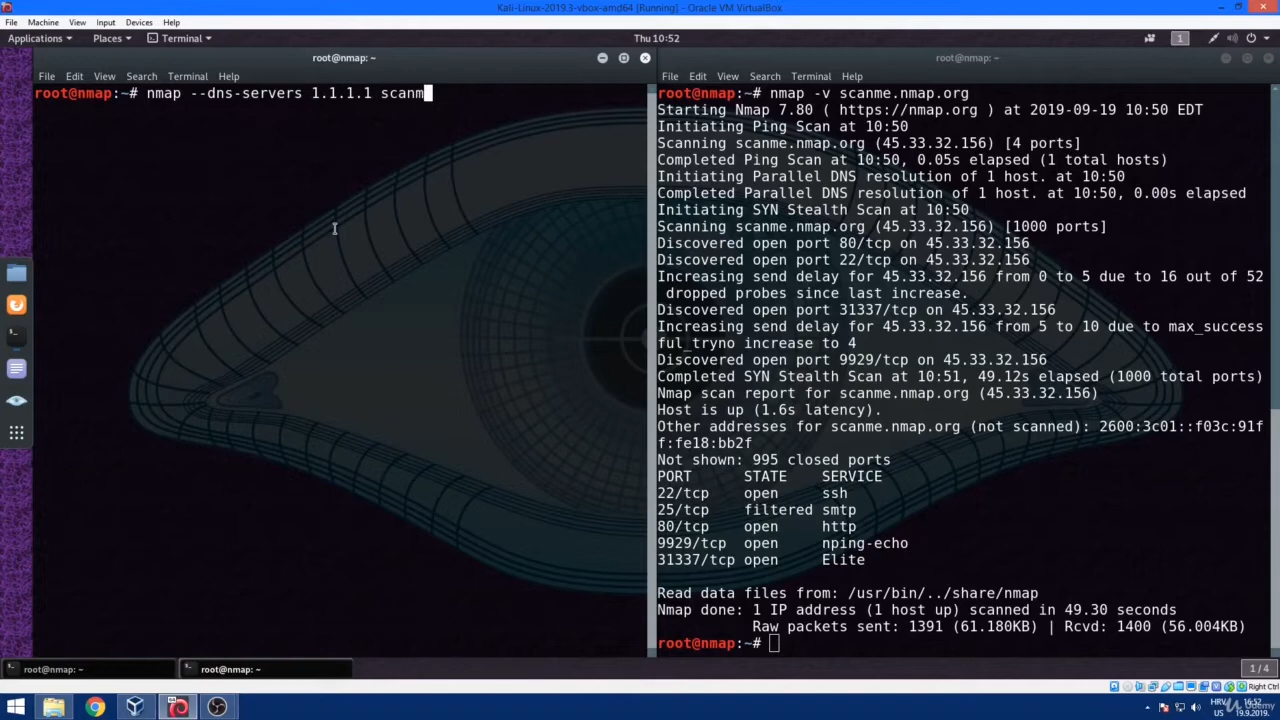 Kali-Linux-2019.3-vbox-amd64 [Running] - Oracle VM VirtualBox
File Machine View Input Devices Help
Applications Places Terminal Thu 10:52 1
root@nmap: ~
File Edit View Search Terminal Help
root@nmap:~# nmap --dns-servers 1.1.1.1 scanm
root@nmap: ~
File Edit View Search Terminal Help
root@nmap:~# nmap -v scanme.nmap.org
Starting Nmap 7.80 ( https://nmap.org ) at 2019-09-19 10:50 EDT
Initiating Ping Scan at 10:50
Scanning scanme.nmap.org (45.33.32.156) [4 ports]
Completed Ping Scan at 10:50, 0.05s elapsed (1 total hosts)
Initiating Parallel DNS resolution of 1 host. at 10:50
Completed Parallel DNS resolution of 1 host. at 10:50, 0.00s elapsed
Initiating SYN Stealth Scan at 10:50
Scanning scanme.nmap.org (45.33.32.156) [1000 ports]
Discovered open port 80/tcp on 45.33.32.156
Discovered open port 22/tcp on 45.33.32.156
Increasing send delay for 45.33.32.156 from 0 to 5 due to 16 out of 52
dropped probes since last increase.
Discovered open port 31337/tcp on 45.33.32.156
Increasing send delay for 45.33.32.156 from 5 to 10 due to max_success
ful_tryno increase to 4
Discovered open port 9929/tcp on 45.33.32.156
Completed SYN Stealth Scan at 10:51, 49.12s elapsed (1000 total ports)
Nmap scan report for scanme.nmap.org (45.33.32.156)
Host is up (1.6s latency).
Other addresses for scanme.nmap.org (not scanned): 2600:3c01::f03c:91f
f:fe18:bb2f
Not shown: 995 closed ports
PORT STATE SERVICE
22/tcp open ssh
25/tcp filtered smtp
80/tcp open http
9929/tcp open nping-echo
31337/tcp open Elite
Read data files from: /usr/bin/../share/nmap
Nmap done: 1 IP address (1 host up) scanned in 49.30 seconds
Raw packets sent: 1391 (61.180KB) | Rcvd: 1400 (56.004KB)
root@nmap:~#
root@nmap: ~ root@nmap: ~ 1 / 4
Right Ctrl
HRV 16:52
US 19.9.2019.
Udemy